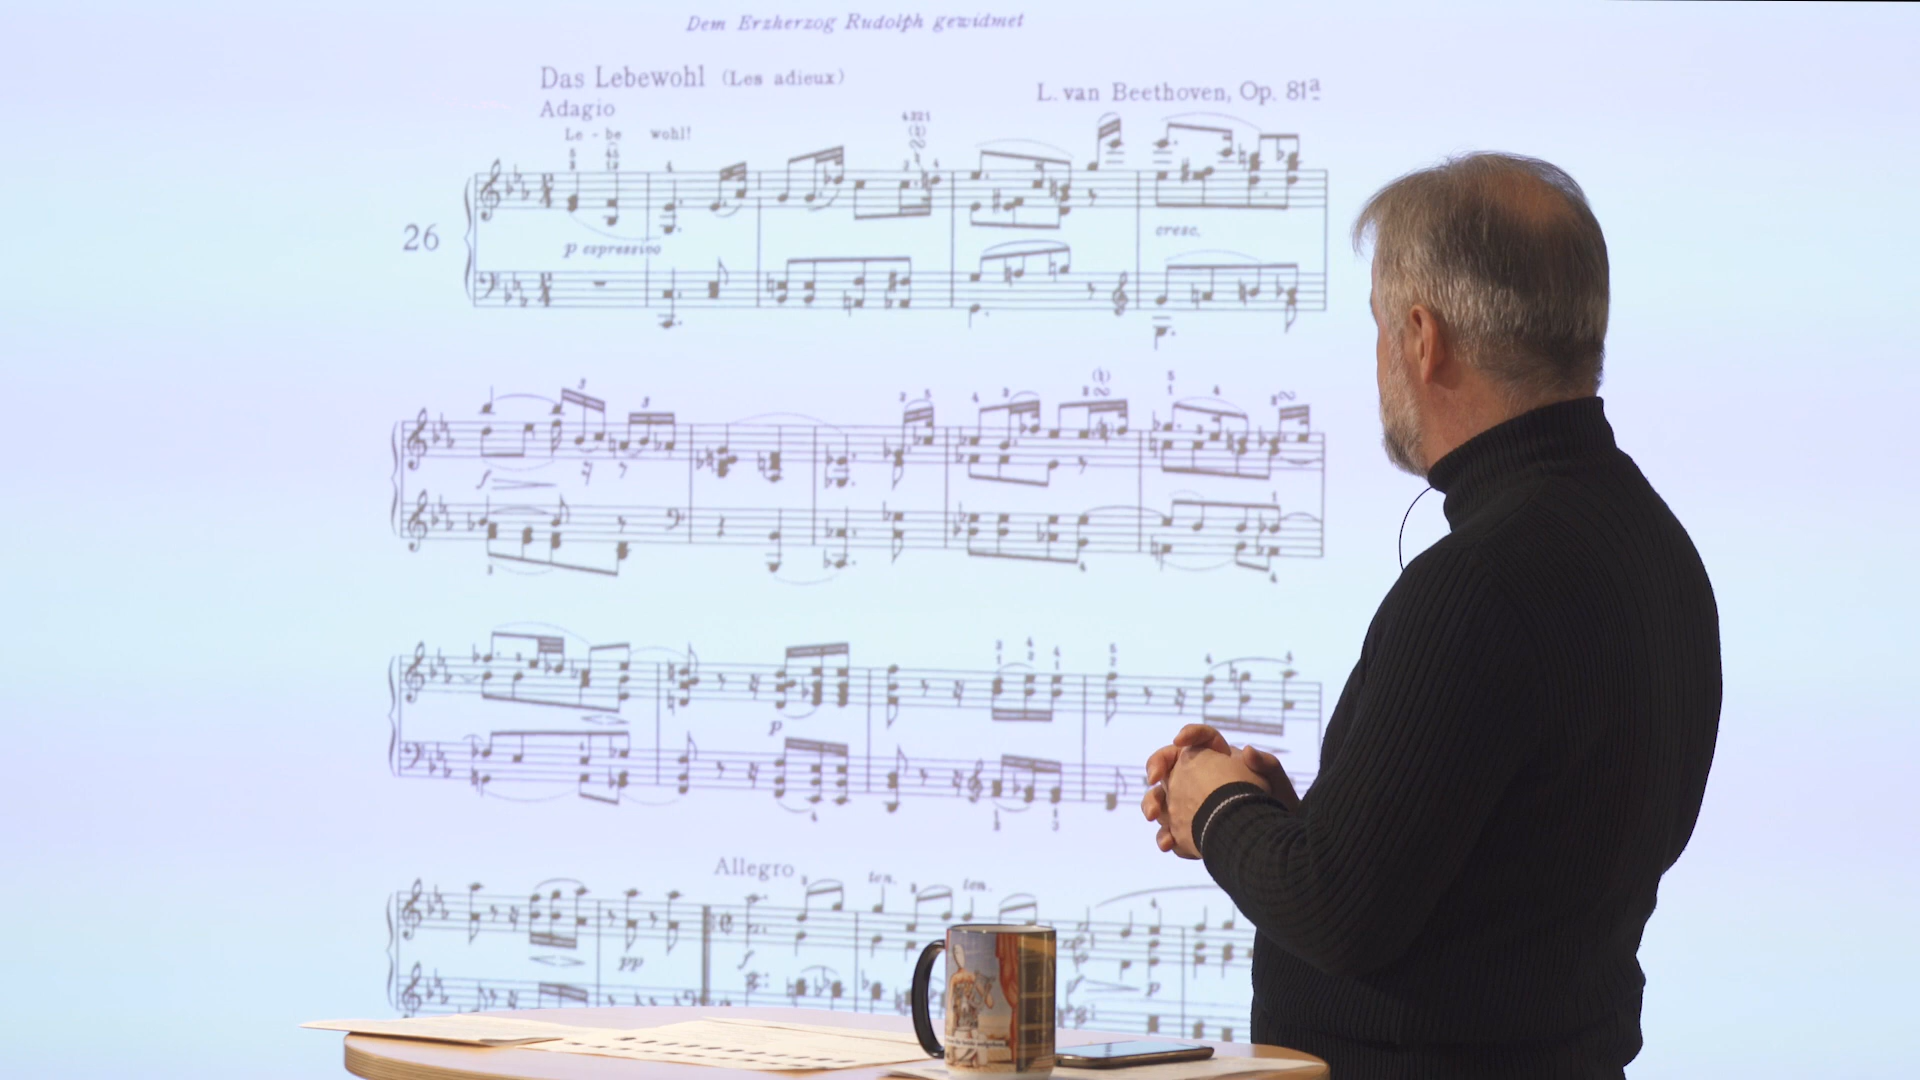 Dem Erzherzog Rudolph gewidmet
Das Lebewohl (Les adieux)
L. van Beethoven, Op. 81a
Adagio
Le - be wohl!
26
p espressivo
cresc.
f
p
Allegro
ten. ten.
pp
f
p